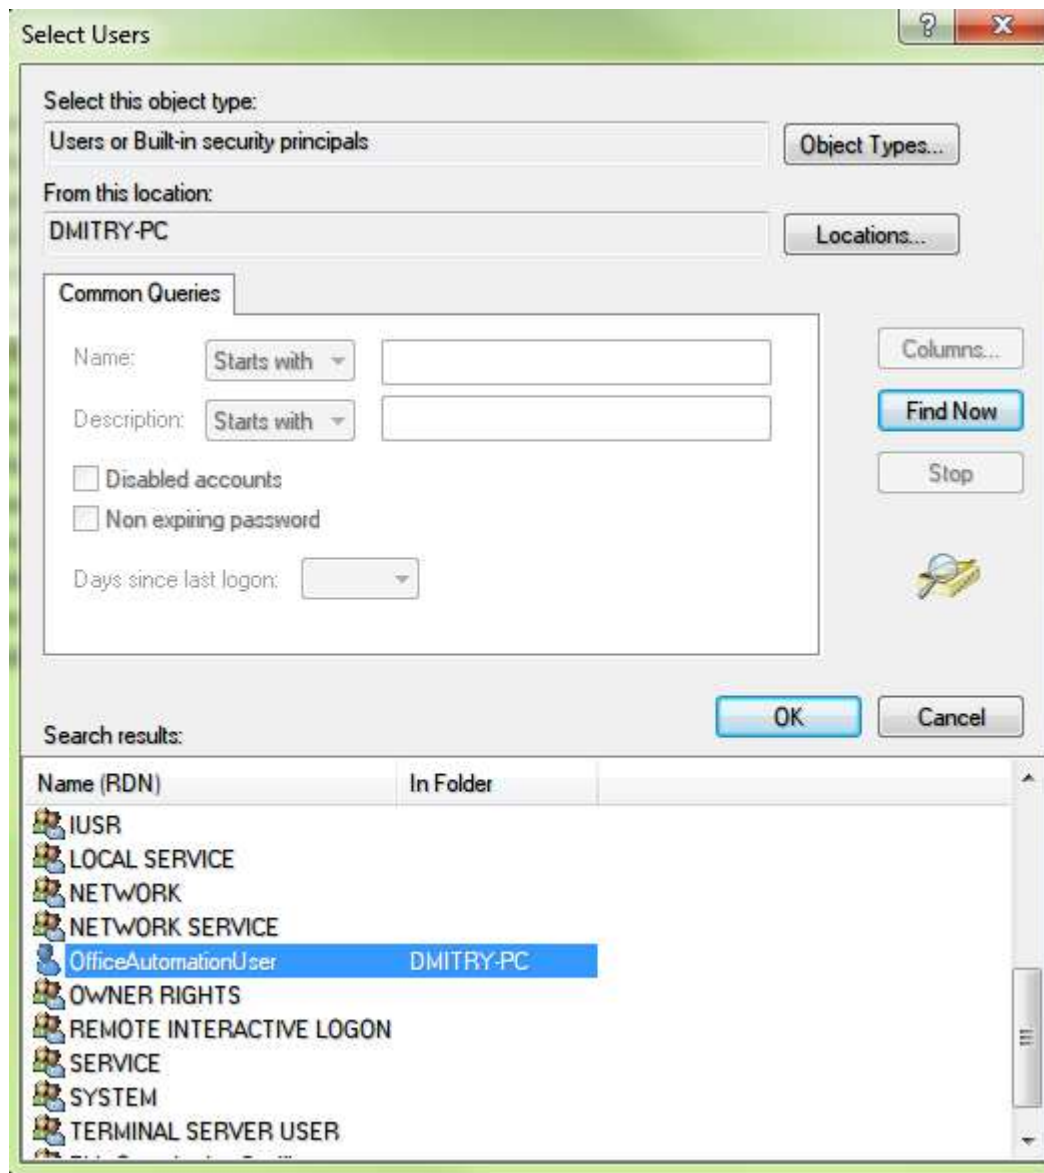 Select Users
Select this object type:
Users or Built-in security principals
Object Types...
From this location:
DMITRY-PC
Locations...
Common Queries
Name:
Starts with
Columns...
Description:
Starts with
Find Now
Disabled accounts
Stop
Non expiring password
Days since last logon:
OK
Cancel
Search results:
Name (RDN) In Folder
IUSR
LOCAL SERVICE
NETWORK
NETWORK SERVICE
OfficeAutomationUser DMITRY-PC
OWNER RIGHTS
REMOTE INTERACTIVE LOGON
SERVICE
SYSTEM
TERMINAL SERVER USER